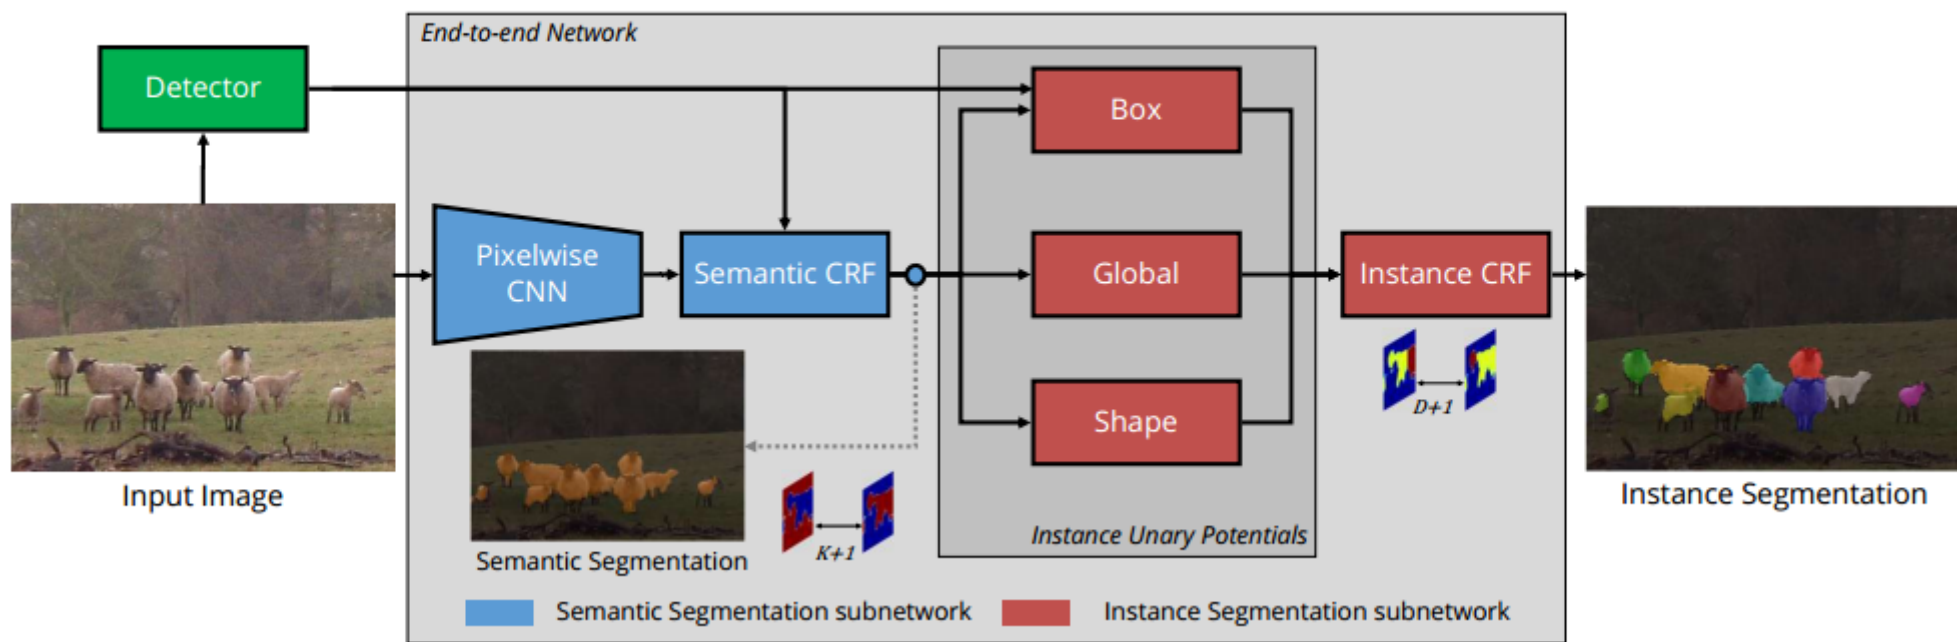 End-to-end Network
Detector
Box
Pixelwise
CNN
Semantic CRF
Global
Instance CRF
D+1
Shape
Input Image
Instance Segmentation
K+1
Instance Unary Potentials
Semantic Segmentation
Semantic Segmentation subnetwork
Instance Segmentation subnetwork